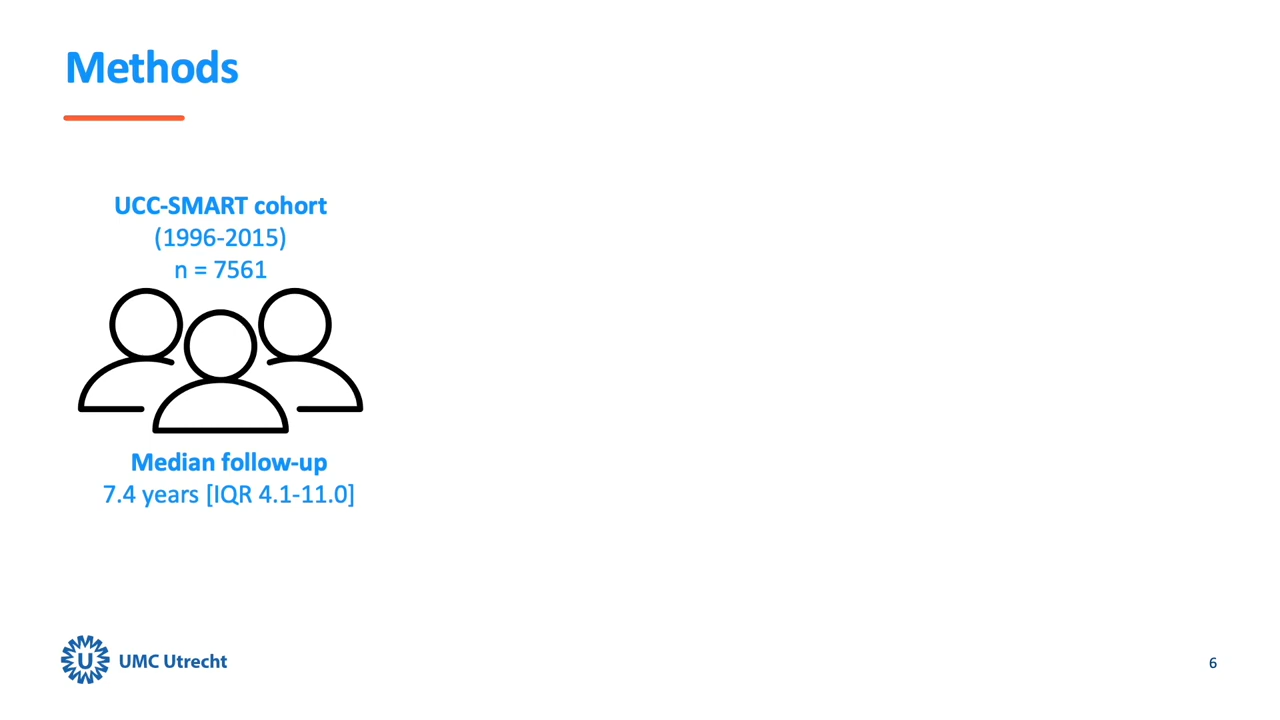 Methods
UCC-SMART cohort
(1996-2015)
n = 7561
Median follow-up
7.4 years [IQR 4.1-11.0]
U
UMC Utrecht
6